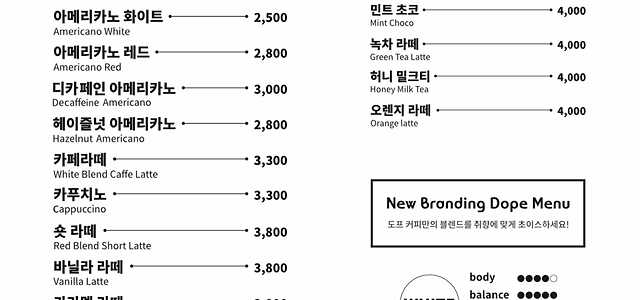 아메리카노 화이트 2,500
Americano White
아메리카노 레드 2,800
Americano Red
디카페인 아메리카노 3,000
Decaffeine Americano
헤이즐넛 아메리카노 2,800
Hazelnut Americano
카페라떼 3,300
White Blend Caffe Latte
카푸치노 3,300
Cappuccino
숏 라떼 3,800
Red Blend Short Latte
바닐라 라떼 3,800
Vanilla Latte
민트 초코 4,000
Mint Choco
녹차 라떼 4,000
Green Tea Latte
허니 밀크티 4,000
Honey Milk Tea
오렌지 라떼 4,000
Orange latte
New Branding Dope Menu
도프 커피만의 블렌드를 취향에 맞게 초이스하세요!
body
balance